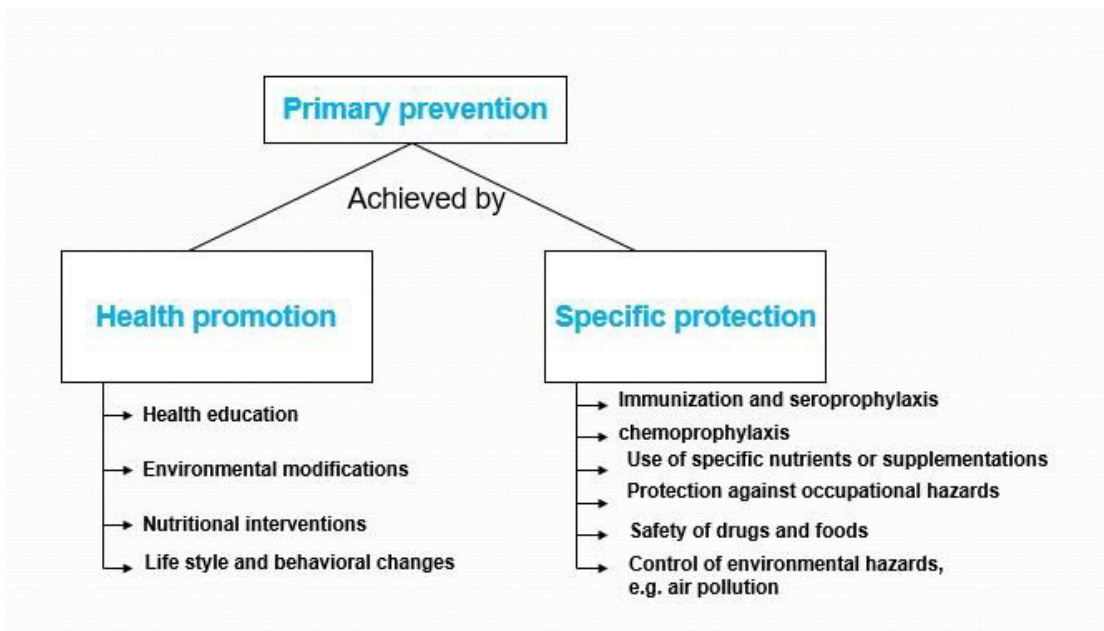 Primary prevention
Achieved by
Health promotion
Health education
Environmental modifications
Nutritional interventions
Life style and behavioral changes
Specific protection
Immunization and seroprophylaxis
chemoprophylaxis
Use of specific nutrients or supplementations
Protection against occupational hazards
Safety of drugs and foods
Control of environmental hazards,
e.g. air pollution